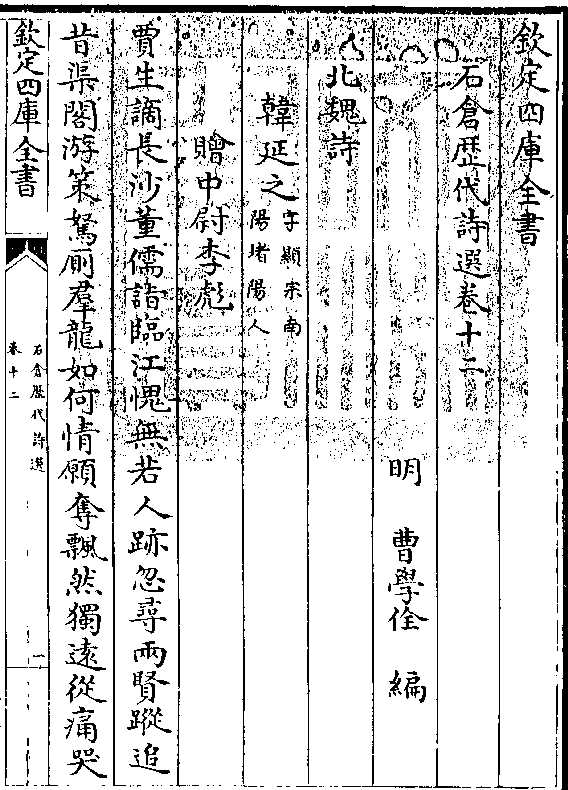 欽定四庫全書
石倉歴代詩選卷十二
明　曹學佺　編
北魏詩
韓延之字顯宗南
陽堵陽人
贈中尉李彪
賈生謫長沙董儒詣臨江愧無若人跡忽尋兩賢蹤追
昔渠閣游策駑厠羣龍如何情願奪飄然獨逺從痛哭
欽定四庫全書
石倉歴代詩選
卷十二
一